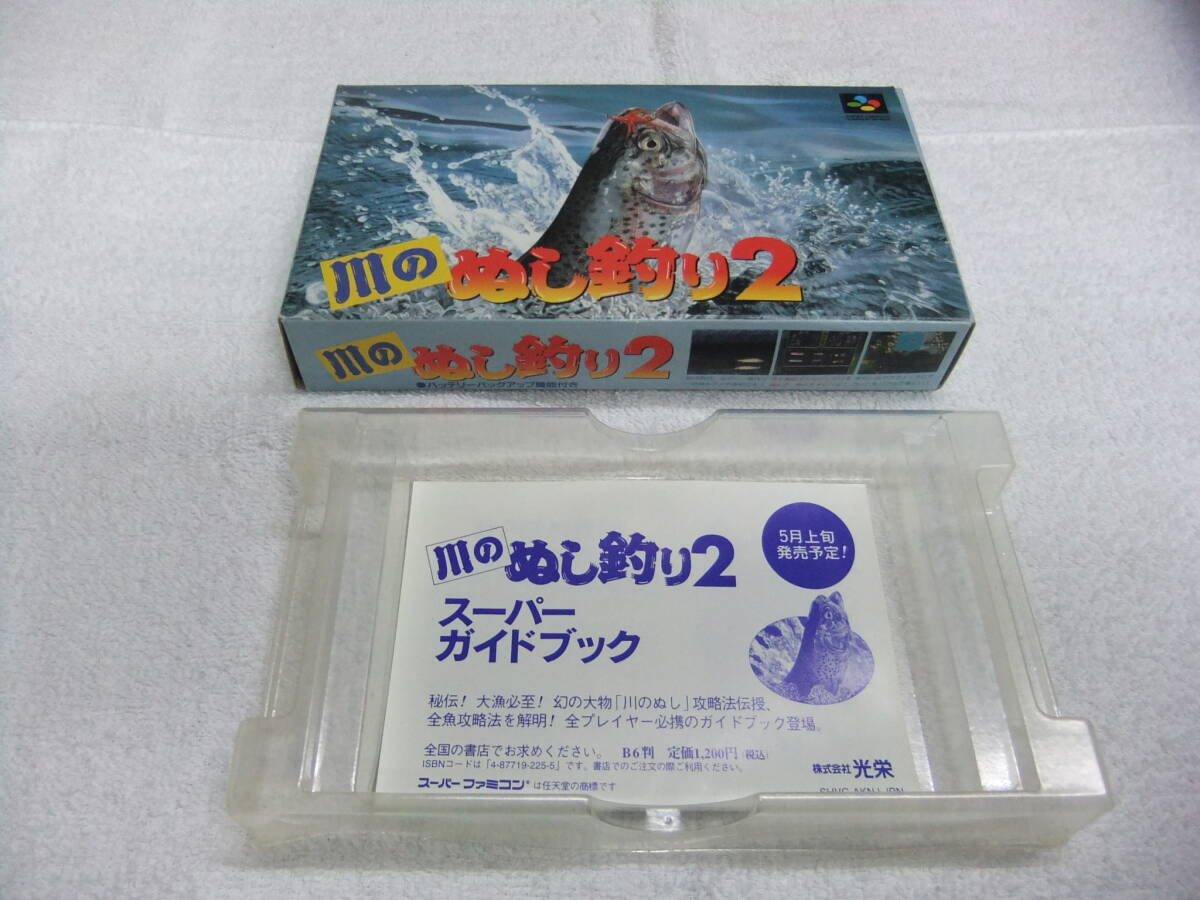 川の ぬし釣り2
川の ぬし釣り2
●バッテリーバックアップ機能付き
川の ぬし釣り2
5月上旬
発売予定!
スーパー
ガイドブック
秘伝! 大漁必至! 幻の大物「川のぬし」攻略法伝授、
全魚攻略法を解明! 全プレイヤー必携のガイドブック登場。
全国の書店でお求めください。 B6判 定価1,200円(税込)
ISBNコードは「4-87719-225-5」です。書店でのご注文の際ご利用ください。
株式会社 光栄
スーパーファミコン®は任天堂の商標です
SHVC-AKNJ-JPN